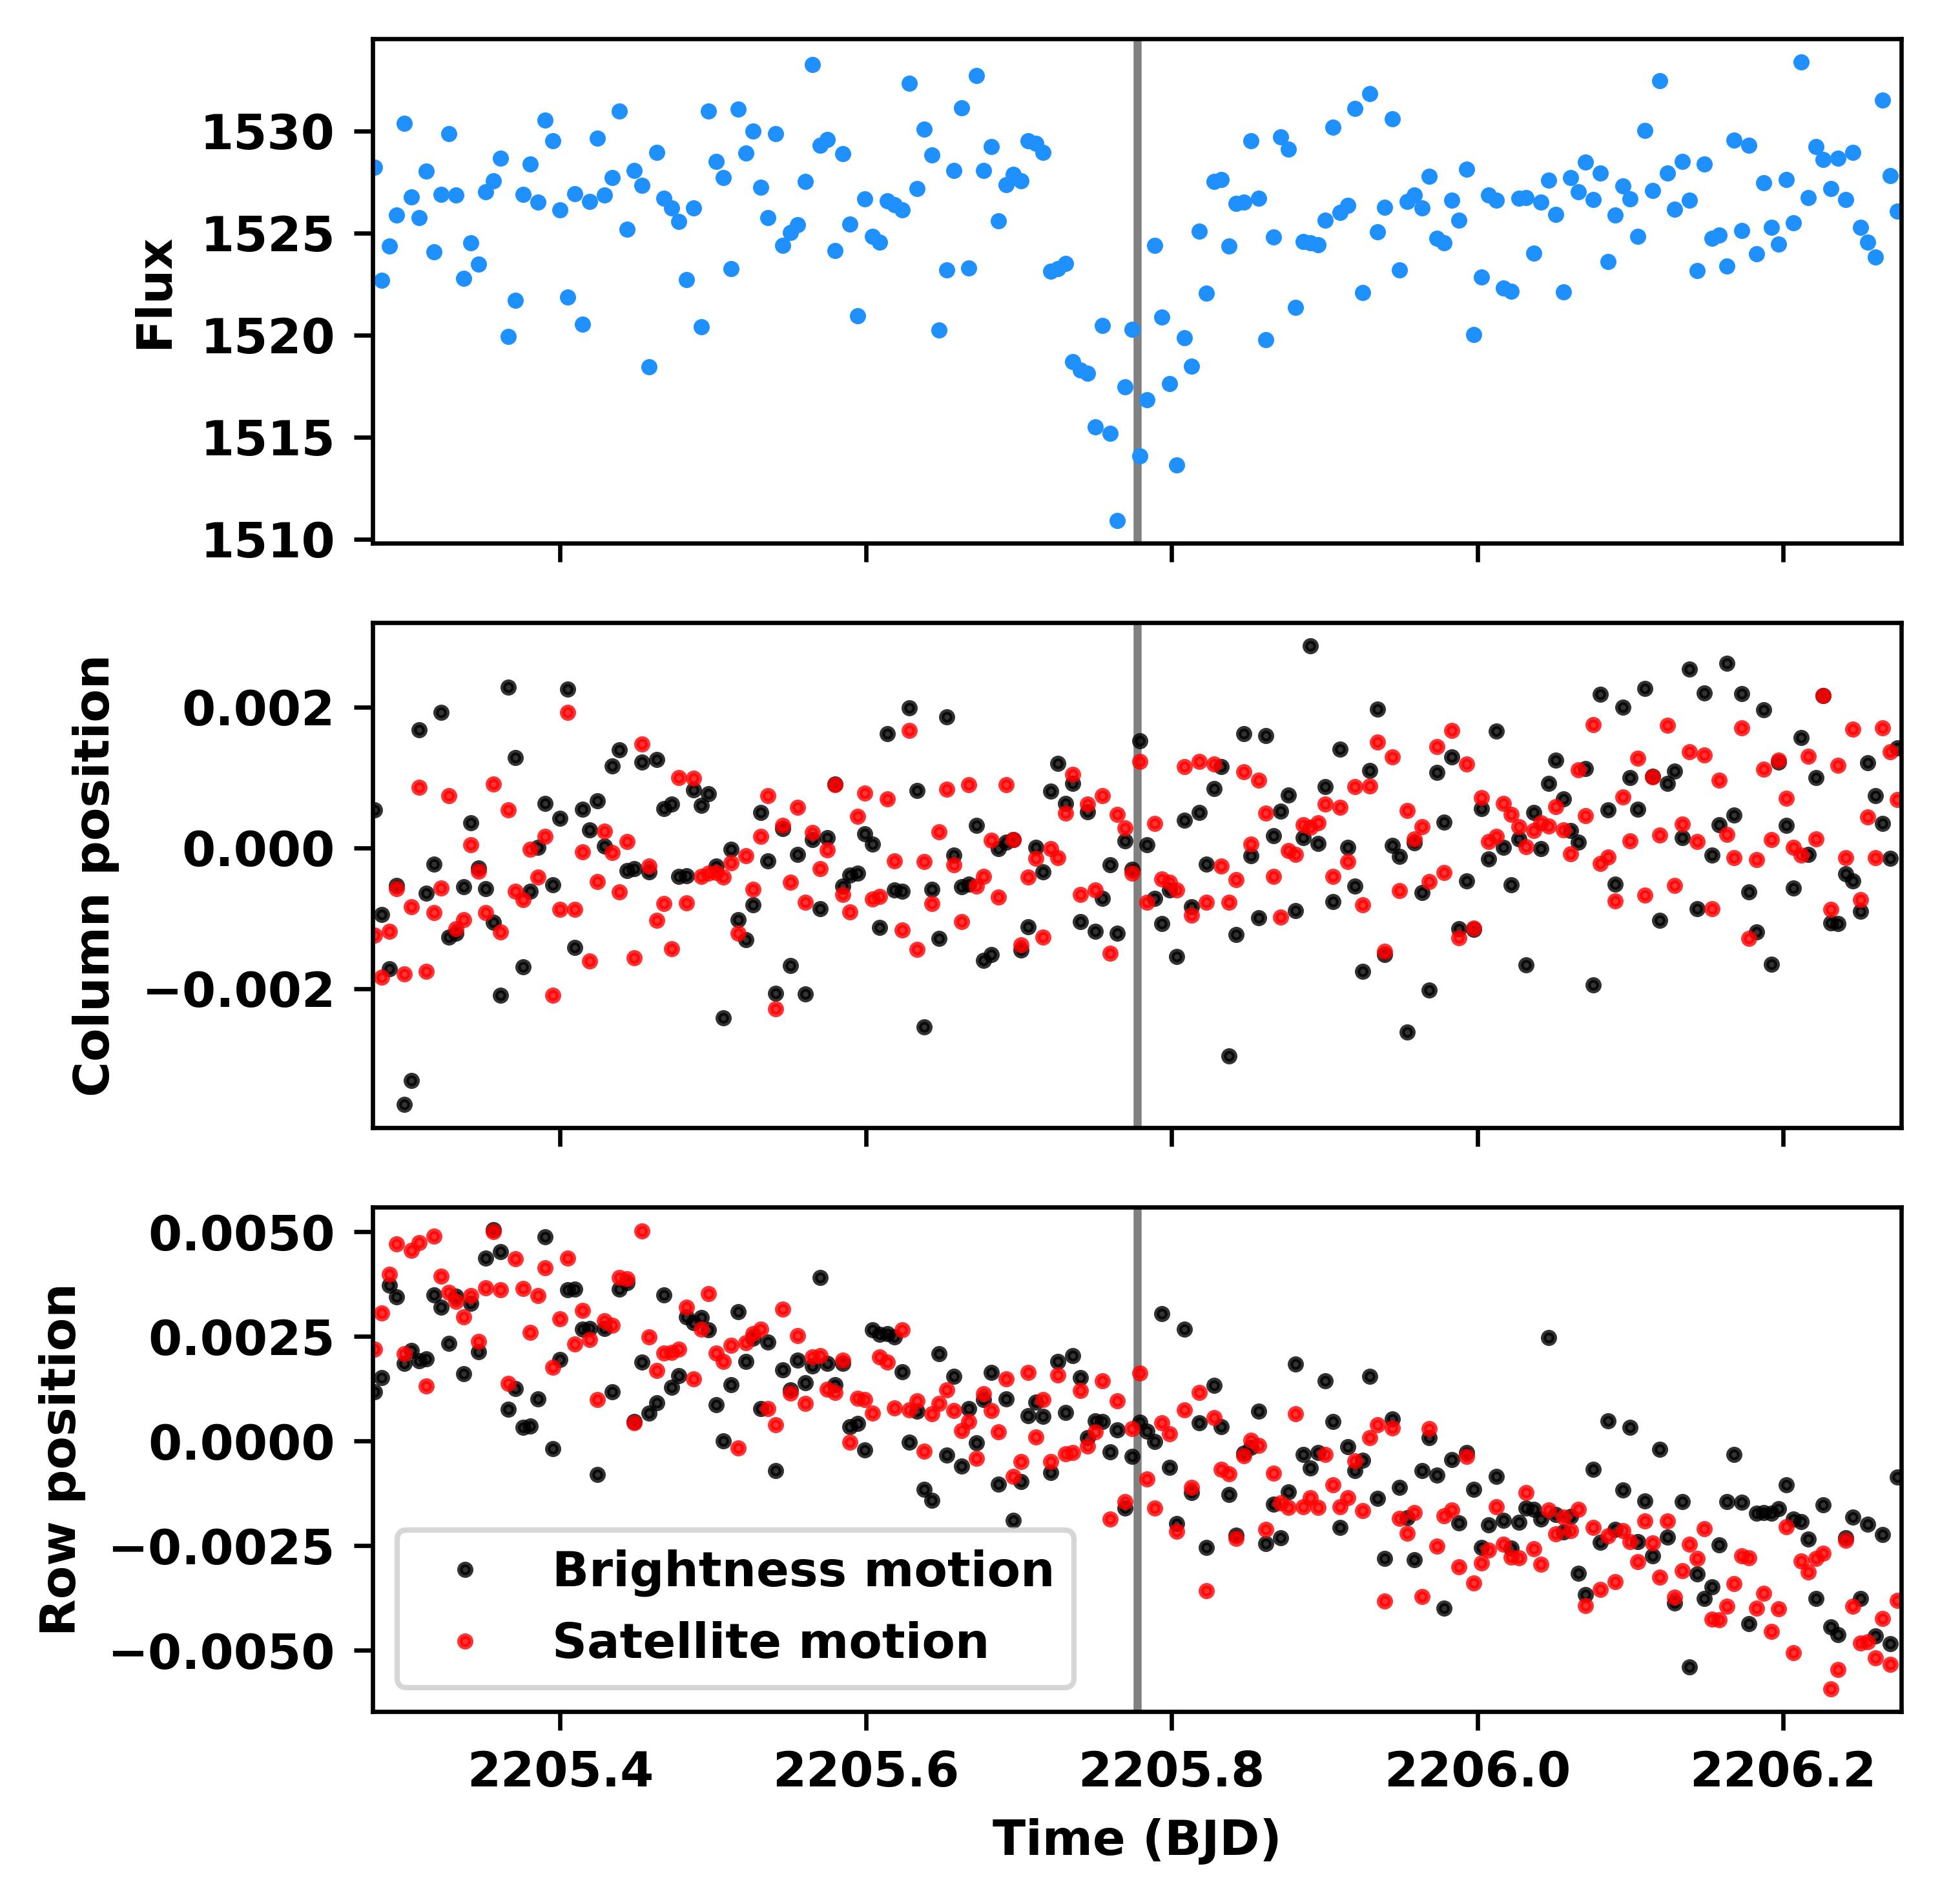 Flux
1530
1525
1520
1515
1510
Column position
0.002
0.000
−0.002
Row position
0.0050
0.0025
0.0000
−0.0025
−0.0050
Brightness motion
Satellite motion
2205.4 2205.6 2205.8 2206.0 2206.2
Time (BJD)